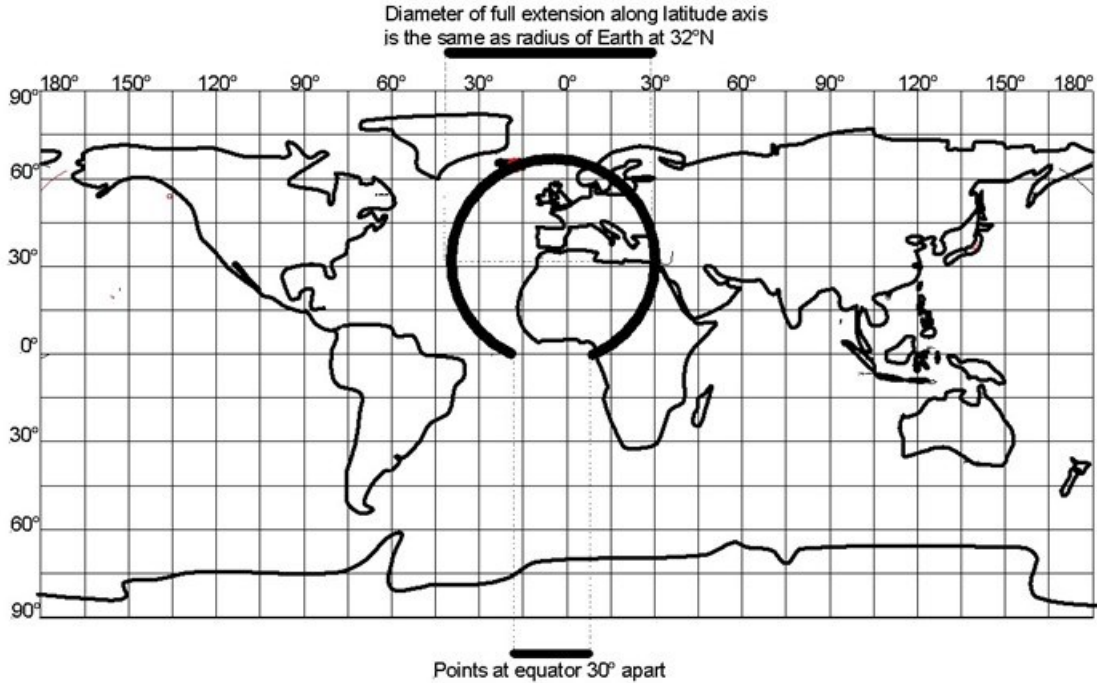 Diameter of full extension along latitude axis
is the same as radius of Earth at 32°N
180° 150° 120° 90° 60° 30° 0° 30° 60° 90° 120° 150° 180°
90°
60°
30°
0°
30°
60°
90°
Points at equator 30° apart